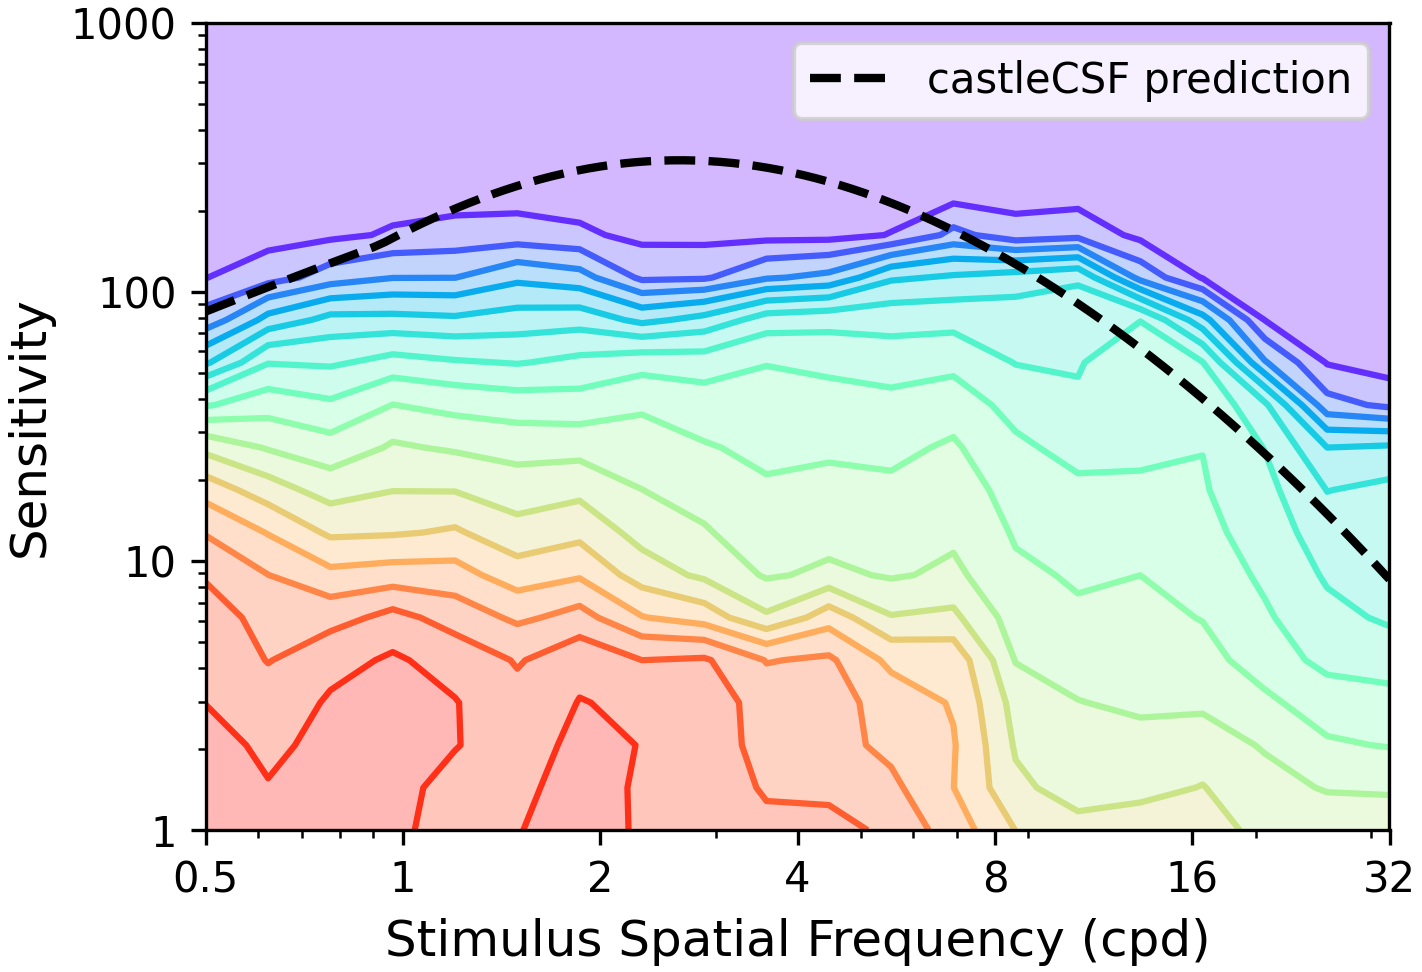 1000
100
10
1
Sensitivity
castleCSF prediction
0.5 1 2 4 8 16 32
Stimulus Spatial Frequency (cpd)